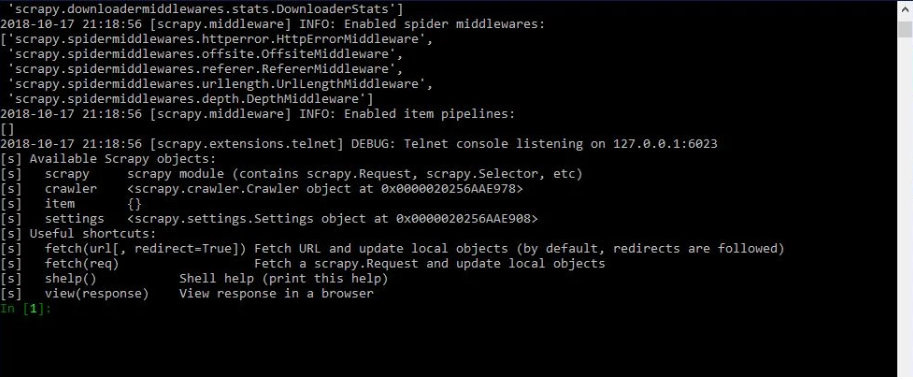 'scrapy.downloadermiddlewares.stats.DownloaderStats']
2018-10-17 21:18:56 [scrapy.middleware] INFO: Enabled spider middlewares:
['scrapy.spidermiddlewares.httperror.HttpErrorMiddleware',
'scrapy.spidermiddlewares.offsite.OffsiteMiddleware',
'scrapy.spidermiddlewares.referer.RefererMiddleware',
'scrapy.spidermiddlewares.urllength.UrlLengthMiddleware',
'scrapy.spidermiddlewares.depth.DepthMiddleware']
2018-10-17 21:18:56 [scrapy.middleware] INFO: Enabled item pipelines:
[]
2018-10-17 21:18:56 [scrapy.extensions.telnet] DEBUG: Telnet console listening on 127.0.0.1:6023
[s] Available Scrapy objects:
[s]   scrapy     scrapy module (contains scrapy.Request, scrapy.Selector, etc)
[s]   crawler    <scrapy.crawler.Crawler object at 0x0000020256AAE978>
[s]   item       {}
[s]   settings   <scrapy.settings.Settings object at 0x0000020256AAE908>
[s] Useful shortcuts:
[s]   fetch(url[, redirect=True]) Fetch URL and update local objects (by default, redirects are followed)
[s]   fetch(req)                  Fetch a scrapy.Request and update local objects
[s]   shelp()           Shell help (print this help)
[s]   view(response)    View response in a browser
In [1]: